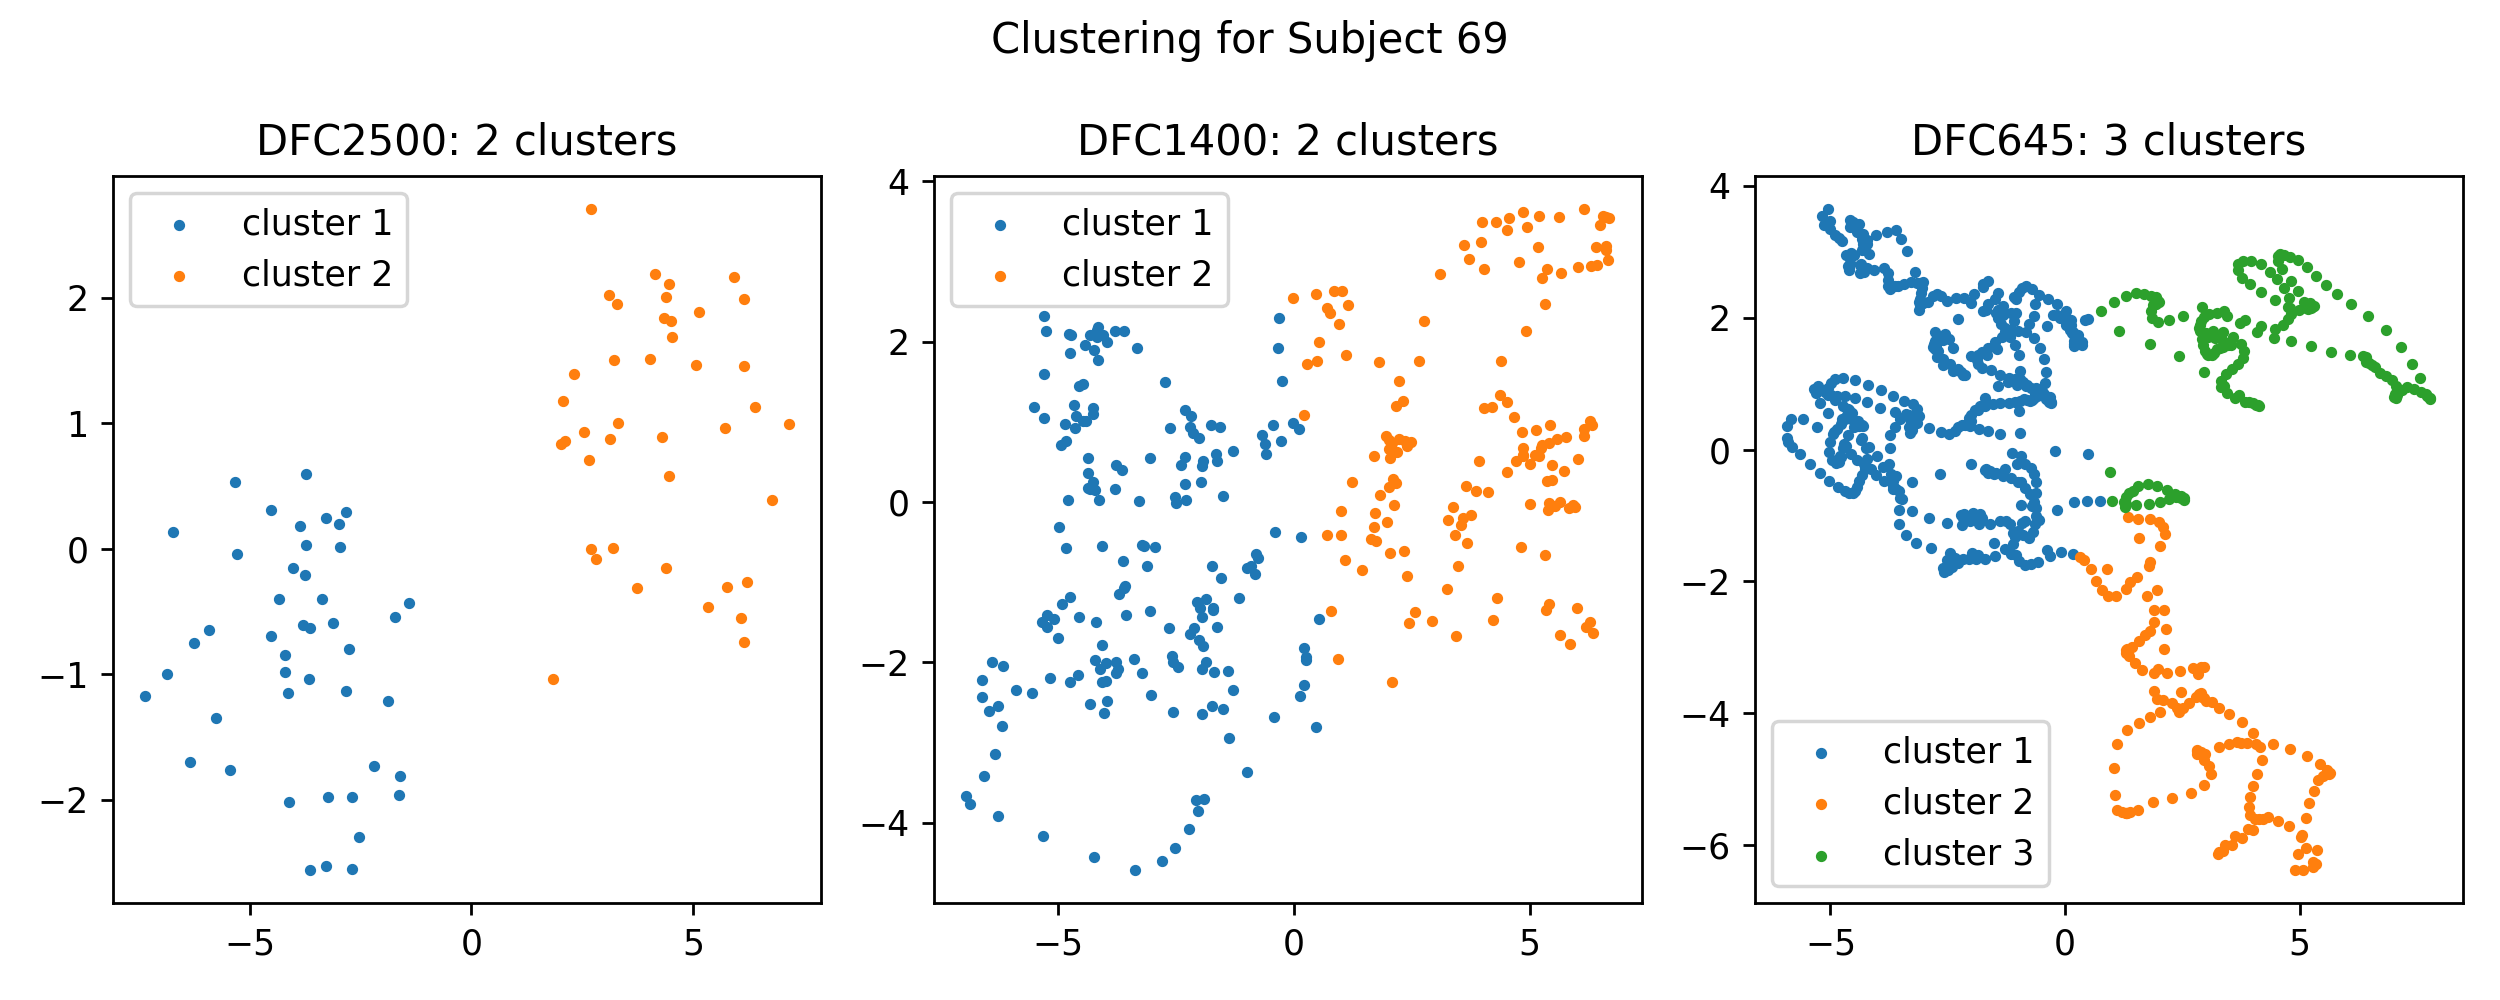 Clustering for Subject 69
DFC2500: 2 clusters
cluster 1
cluster 2
2
1
0
−1
−2
−5
0
5
DFC1400: 2 clusters
cluster 1
cluster 2
4
2
0
−2
−4
−5
0
5
DFC645: 3 clusters
4
2
0
−2
−4
−6
cluster 1
cluster 2
cluster 3
−5
0
5